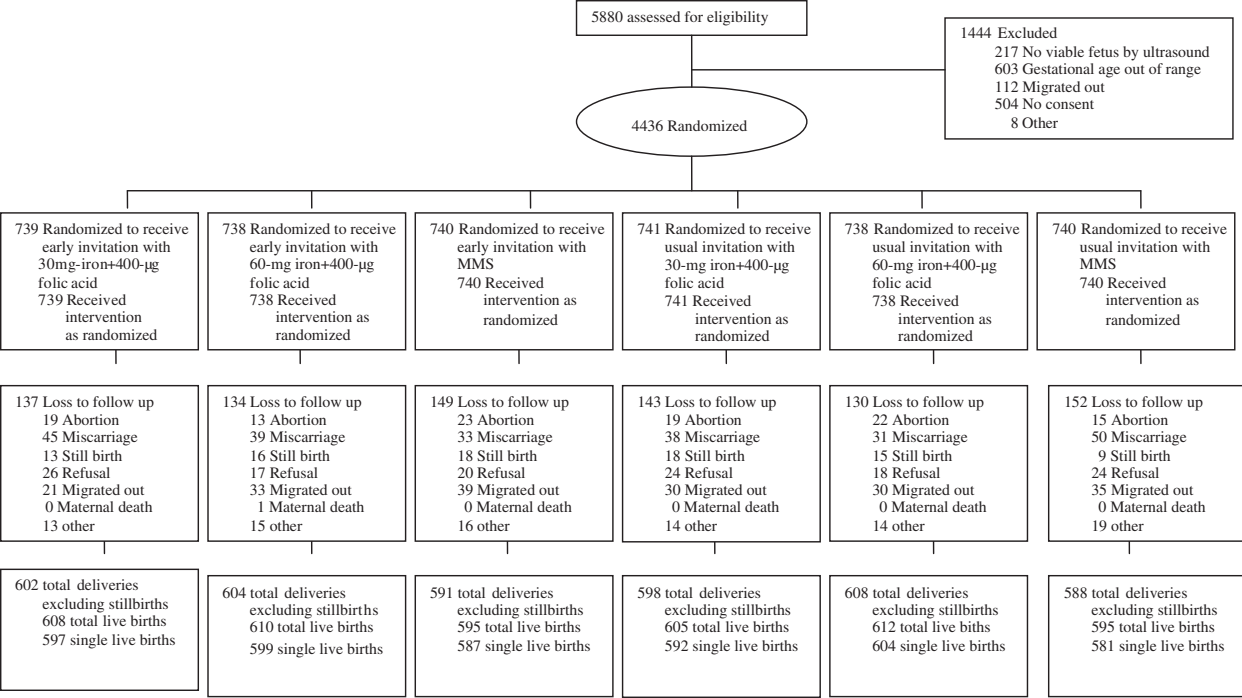 5880 assessed for eligibility
1444 Excluded
217 No viable fetus by ultrasound
603 Gestational age out of range
112 Migrated out
504 No consent
8 Other
4436 Randomized
739 Randomized to receive
early invitation with
30mg-iron+400-µg
folic acid
739 Received
intervention
as randomized
738 Randomized to receive
early invitation with
60-mg iron+400-µg
folic acid
738 Received
intervention as
randomized
740 Randomized to receive
early invitation with
MMS
740 Received
intervention as
randomized
741 Randomized to receive
usual invitation with
30-mg iron+400-µg
folic acid
741 Received
intervention as
randomized
738 Randomized to receive
usual invitation with
60-mg iron+400-µg
folic acid
738 Received
intervention as
randomized
740 Randomized to receive
usual invitation with
MMS
740 Received
intervention as
randomized
137 Loss to follow up
19 Abortion
45 Miscarriage
13 Still birth
26 Refusal
21 Migrated out
0 Maternal death
13 other
134 Loss to follow up
13 Abortion
39 Miscarriage
16 Still birth
17 Refusal
33 Migrated out
1 Maternal death
15 other
149 Loss to follow up
23 Abortion
33 Miscarriage
18 Still birth
20 Refusal
39 Migrated out
0 Maternal death
16 other
143 Loss to follow up
19 Abortion
38 Miscarriage
18 Still birth
24 Refusal
30 Migrated out
0 Maternal death
14 other
130 Loss to follow up
22 Abortion
31 Miscarriage
15 Still birth
18 Refusal
30 Migrated out
0 Maternal death
14 other
152 Loss to follow up
15 Abortion
50 Miscarriage
9 Still birth
24 Refusal
35 Migrated out
0 Maternal death
19 other
602 total deliveries
excluding stillbirths
608 total live births
597 single live births
604 total deliveries
excluding stillbirths
610 total live births
599 single live births
591 total deliveries
excluding stillbirths
595 total live births
587 single live births
598 total deliveries
excluding stillbirths
605 total live births
592 single live births
608 total deliveries
excluding stillbirths
612 total live births
604 single live births
588 total deliveries
excluding stillbirths
595 total live births
581 single live births